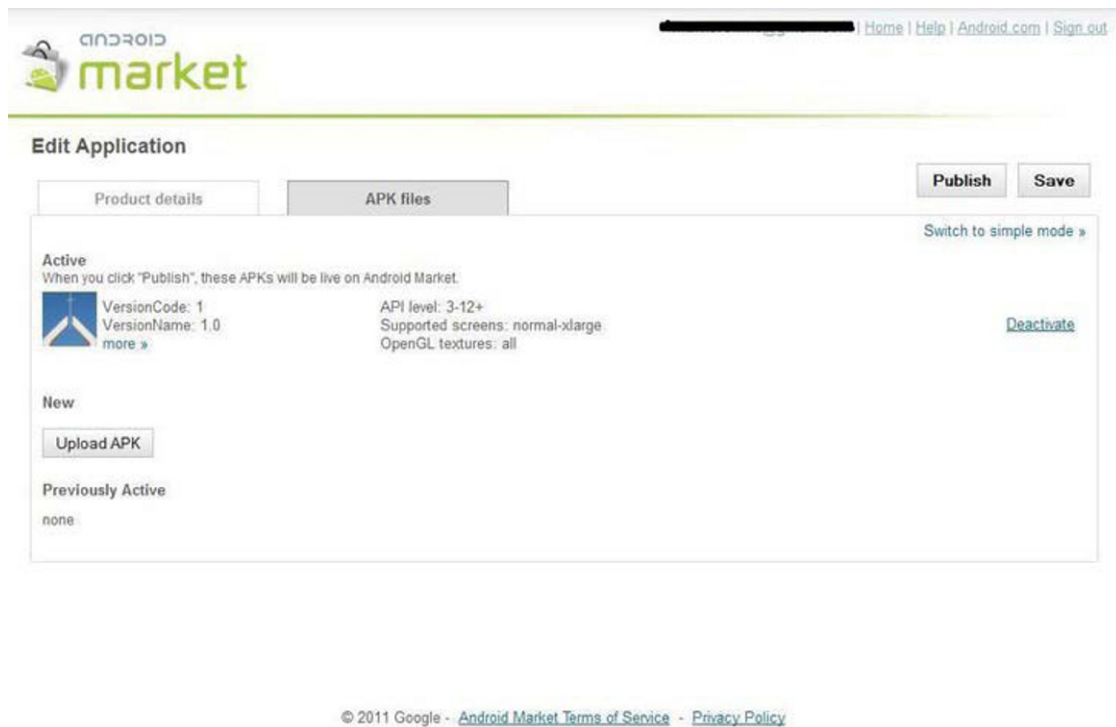 | Home | Help | Android.com | Sign out
android
market
Edit Application
Publish
Save
Product details
APK files
Switch to simple mode »
Active
When you click "Publish", these APKs will be live on Android Market.
VersionCode: 1
API level: 3-12+
VersionName: 1.0
Supported screens: normal-xlarge
Deactivate
more »
OpenGL textures: all
New
Upload APK
Previously Active
none
© 2011 Google - Android Market Terms of Service - Privacy Policy